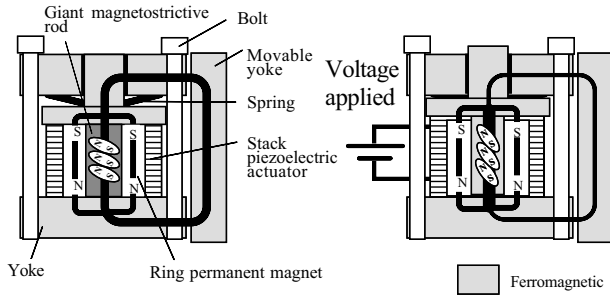 Giant magnetostrictive
rod
Bolt
Movable
yoke
Spring
Stack
piezoelectric
actuator
S
S
N
N
N S
N S
N S
Yoke
Ring permanent magnet
Voltage
applied
S
S
N
N
N S
N S
N S
Ferromagnetic